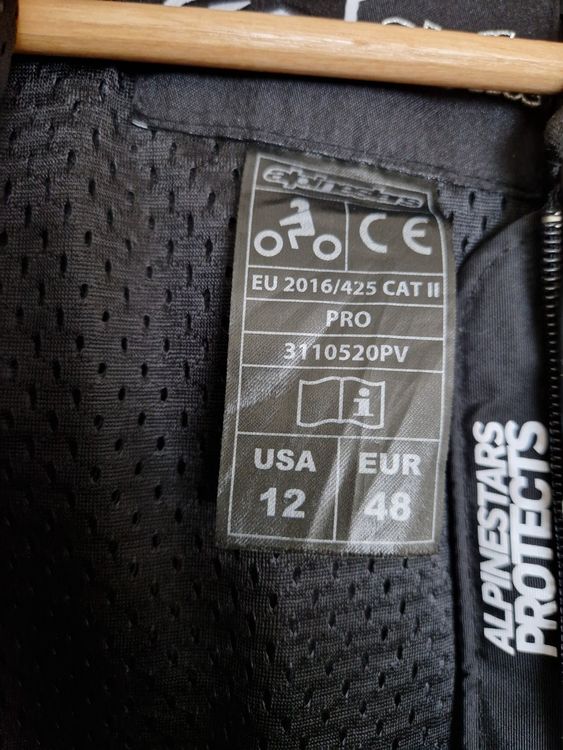 alpinestars
CE
EU 2016/425 CAT II
PRO
3110520PV
i
USA
EUR
12
48
ALPINESTARS
PROTECTS